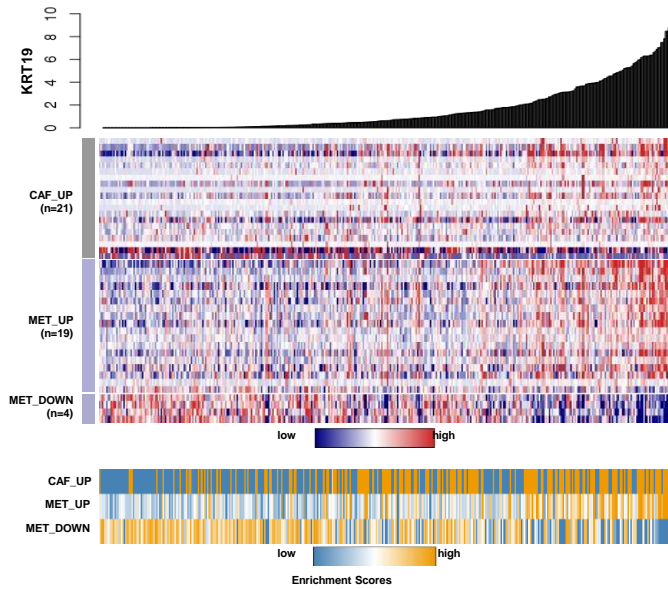 10
8
6
4
2
0
KRT19
CAF_UP
(n=21)
MET_UP
(n=19)
MET_DOWN
(n=4)
low high
CAF_UP
MET_UP
MET_DOWN
low high
Enrichment Scores